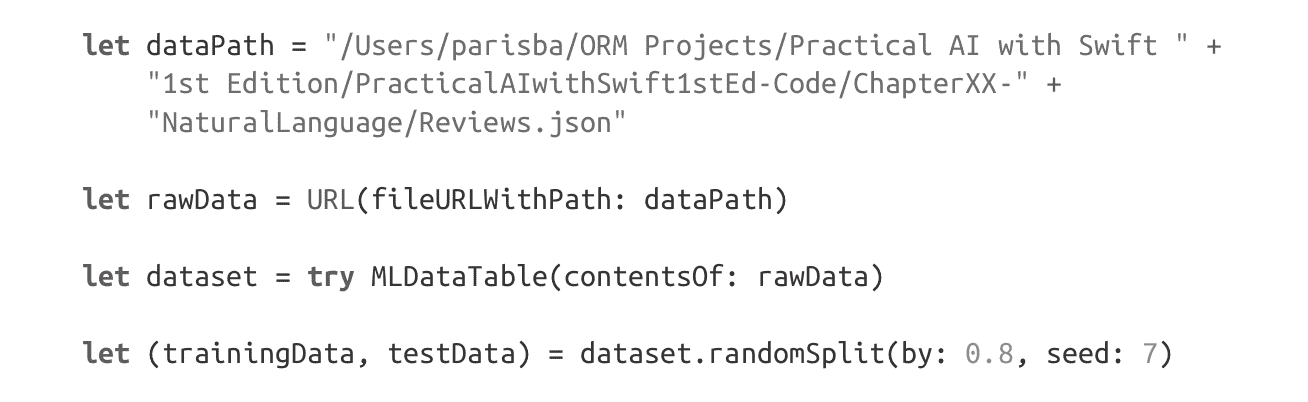 let dataPath = "/Users/parisba/ORM Projects/Practical AI with Swift " +
    "1st Edition/PracticalAIwithSwift1stEd-Code/ChapterXX-" +
    "NaturalLanguage/Reviews.json"
let rawData = URL(fileURLWithPath: dataPath)
let dataset = try MLDataTable(contentsOf: rawData)
let (trainingData, testData) = dataset.randomSplit(by: 0.8, seed: 7)